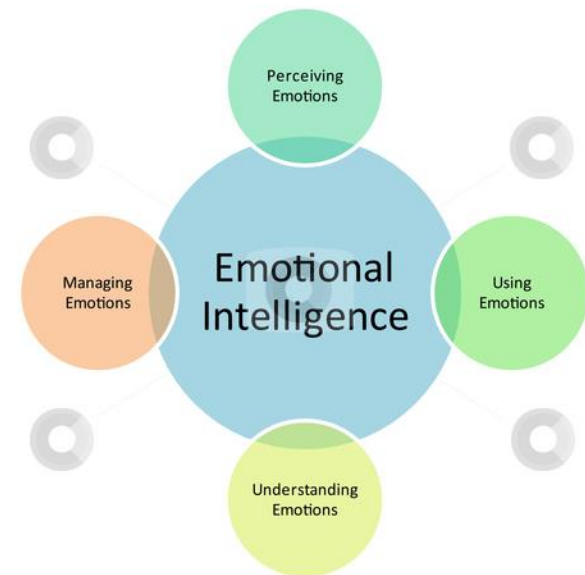 Perceiving
Emotions
Managing
Emotions
Emotional
Intelligence
Using
Emotions
Understanding
Emotions